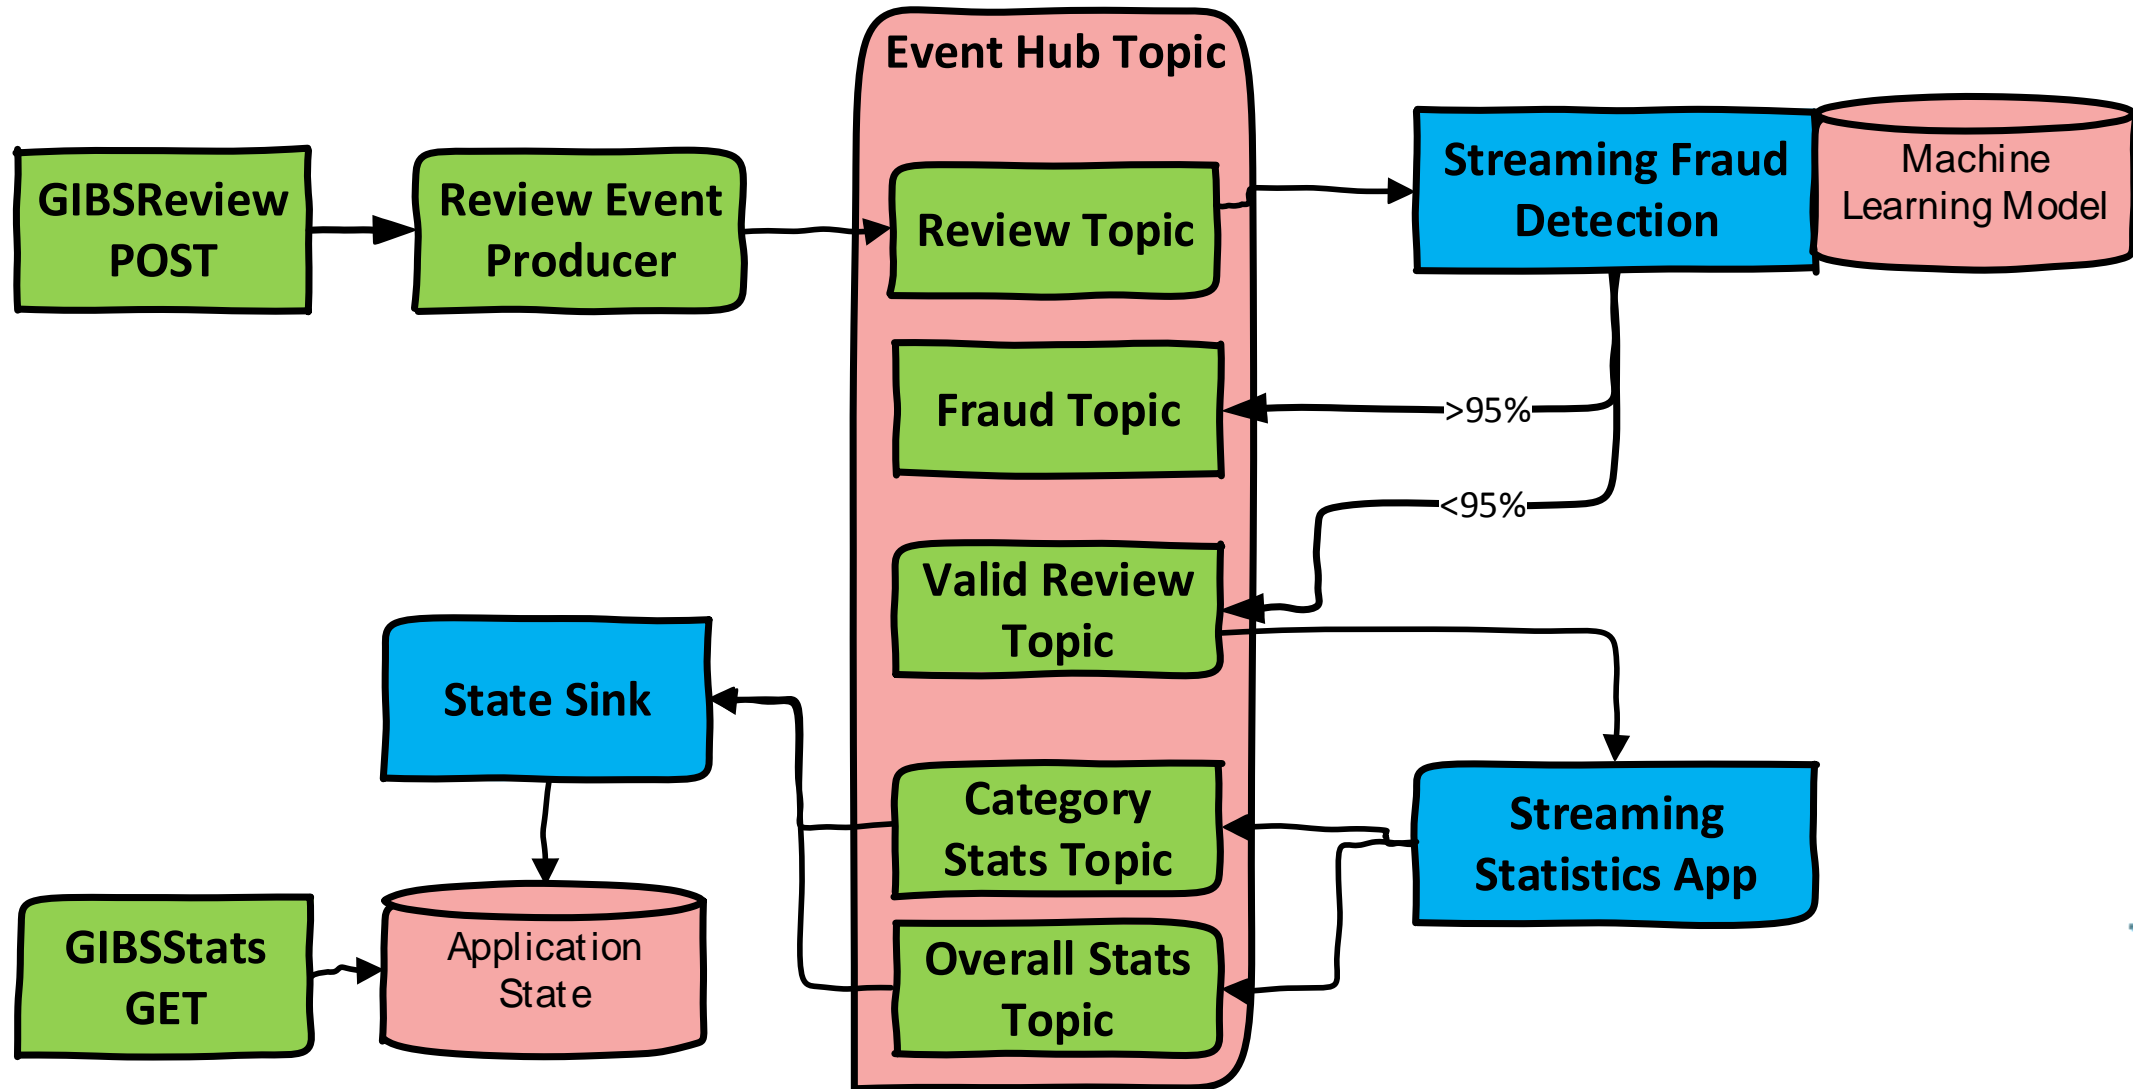 Event Hub Topic
GIBSReview
POST
Review Event
Producer
Review Topic
Streaming Fraud
Detection
Machine
Learning Model
Fraud Topic
>95%
<95%
Valid Review
Topic
State Sink
Category
Stats Topic
Streaming
Statistics App
GIBSStats
GET
Application
State
Overall Stats
Topic